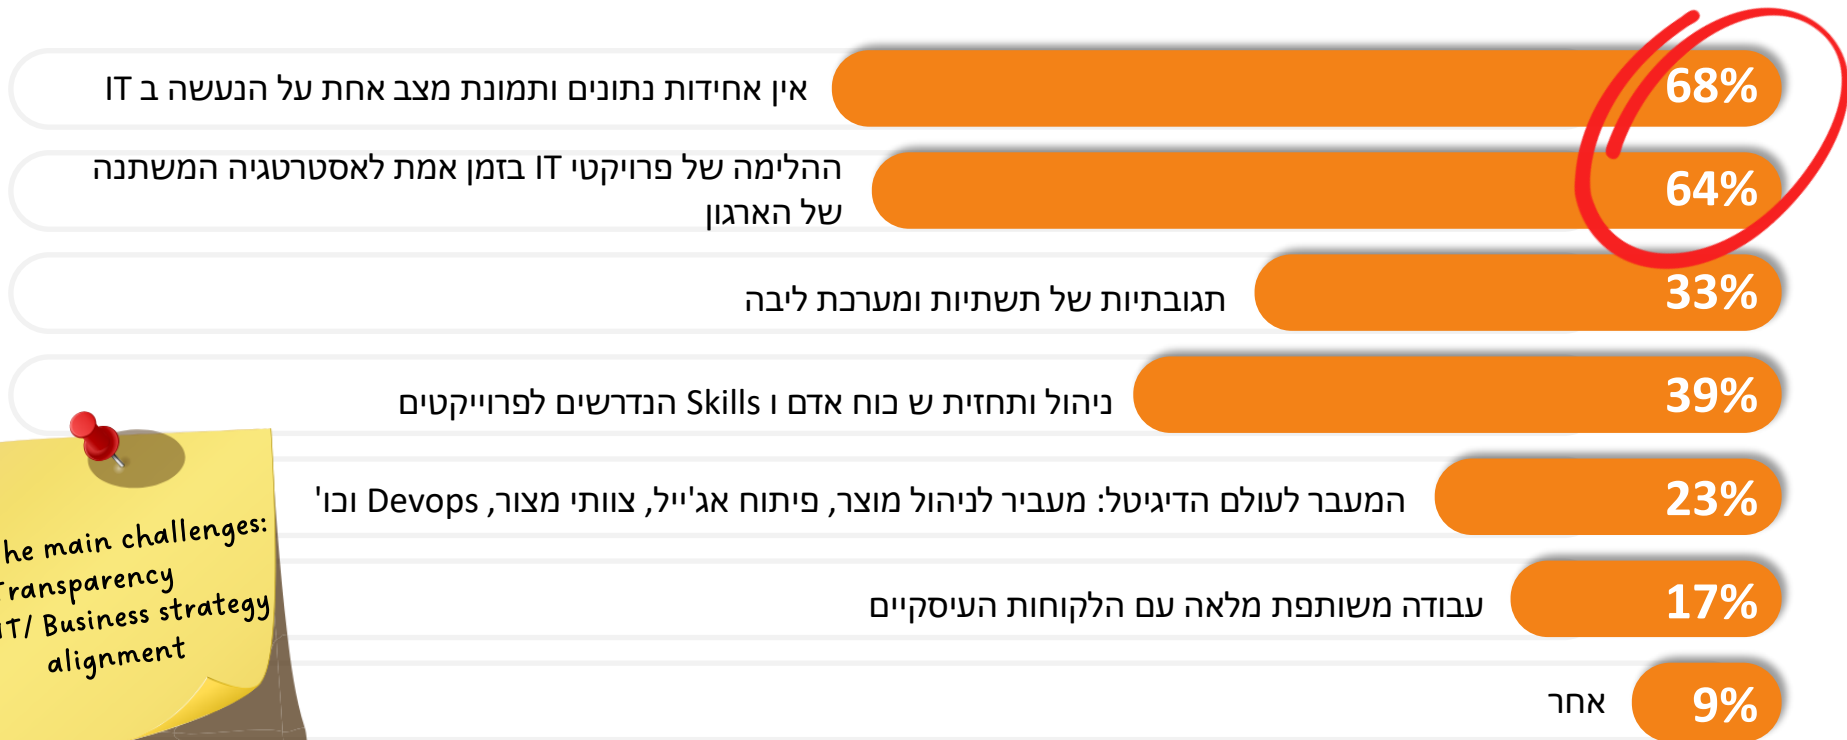 68%
אין אחידות נתונים ותמונת מצב אחת על הנעשה ב IT
64%
ההלימה של פרויקטי IT בזמן אמת לאסטרטגיה המשתנה
של הארגון
33%
תגובתיות של תשתיות ומערכת ליבה
39%
ניהול ותחזית ש כוח אדם ו Skills הנדרשים לפרוייקטים
23%
המעבר לעולם הדיגיטל: מעביר לניהול מוצר, פיתוח אג'ייל, צוותי מצור, Devops וכו'
17%
עבודה משותפת מלאה עם הלקוחות העיסקיים
9%
אחר
he main challenges:
Transparency
IT/ Business strategy
alignment